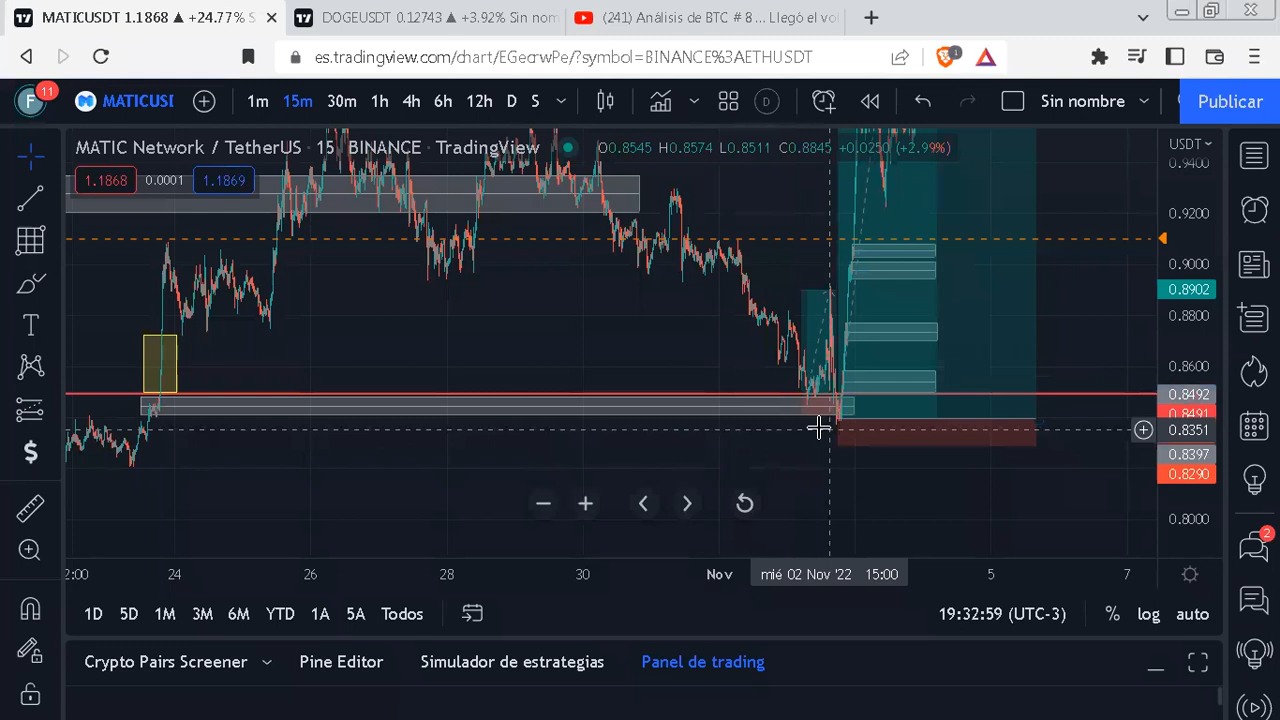 MATICUSDT 1.1868 ▲ +24.77% S
DOGEUSDT 0.12743 ▲ +3.92% Sin nom
(241) Análisis de BTC # 8 ... Llegó el vo
es.tradingview.com/chart/EGeqrwPe/?symbol=BINANCE%3AETHUSDT
1
F
11
MATICUSI
1m
15m
30m
1h
4h
6h
12h
D
S
D
Sin nombre
Publicar
MATIC Network / TetherUS · 15 · BINANCE · TradingView
O0.8545 H0.8574 L0.8511 C0.8845 +0.0250 (+2.99%)
USDT
1.1868
0.0001
1.1869
0.9400
0.9200
0.9000
0.8902
0.8800
0.8600
0.8492
0.8491
0.8351
0.8397
0.8290
0.8000
2:00
24
26
28
30
Nov
mié 02 Nov '22 15:00
5
7
1D
5D
1M
3M
6M
YTD
1A
5A
Todos
19:32:59 (UTC-3)
%
log
auto
2
Crypto Pairs Screener
Pine Editor
Simulador de estrategias
Panel de trading